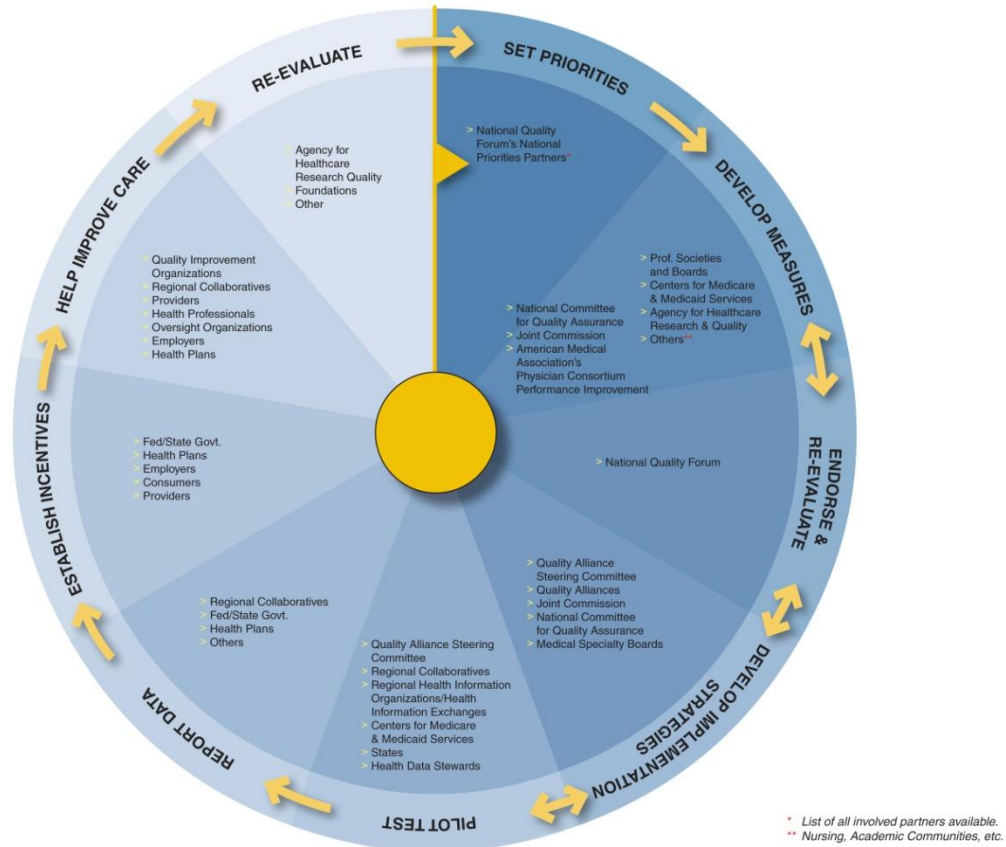 SET PRIORITIES
> National Quality
Forum's National
Priorities Partners*
DEVELOP MEASURES
> Prof. Societies
and Boards
> Centers for Medicare
& Medicaid Services
> Agency for Healthcare
Research & Quality
> Others**
> National Committee
for Quality Assurance
> Joint Commission
> American Medical
Association's
Physician Consortium
Performance Improvement
ENDORSE &
RE-EVALUATE
> National Quality Forum
DEVELOP IMPLEMENTATION
STRATEGIES
> Quality Alliance
Steering Committee
> Quality Alliances
> Joint Commission
> National Committee
for Quality Assurance
> Medical Specialty Boards
PILOT TEST
> Quality Alliance Steering
Committee
> Regional Collaboratives
> Regional Health Information
Organizations/Health
Information Exchanges
> Centers for Medicare
& Medicaid Services
> States
> Health Data Stewards
REPORT DATA
> Regional Collaboratives
> Fed/State Govt.
> Health Plans
> Others
ESTABLISH INCENTIVES
> Fed/State Govt.
> Health Plans
> Employers
> Consumers
> Providers
HELP IMPROVE CARE
> Quality Improvement
Organizations
> Regional Collaboratives
> Providers
> Health Professionals
> Oversight Organizations
> Employers
> Health Plans
RE-EVALUATE
> Agency for
Healthcare
Research Quality
> Foundations
> Other
* List of all involved partners available.
** Nursing, Academic Communities, etc.